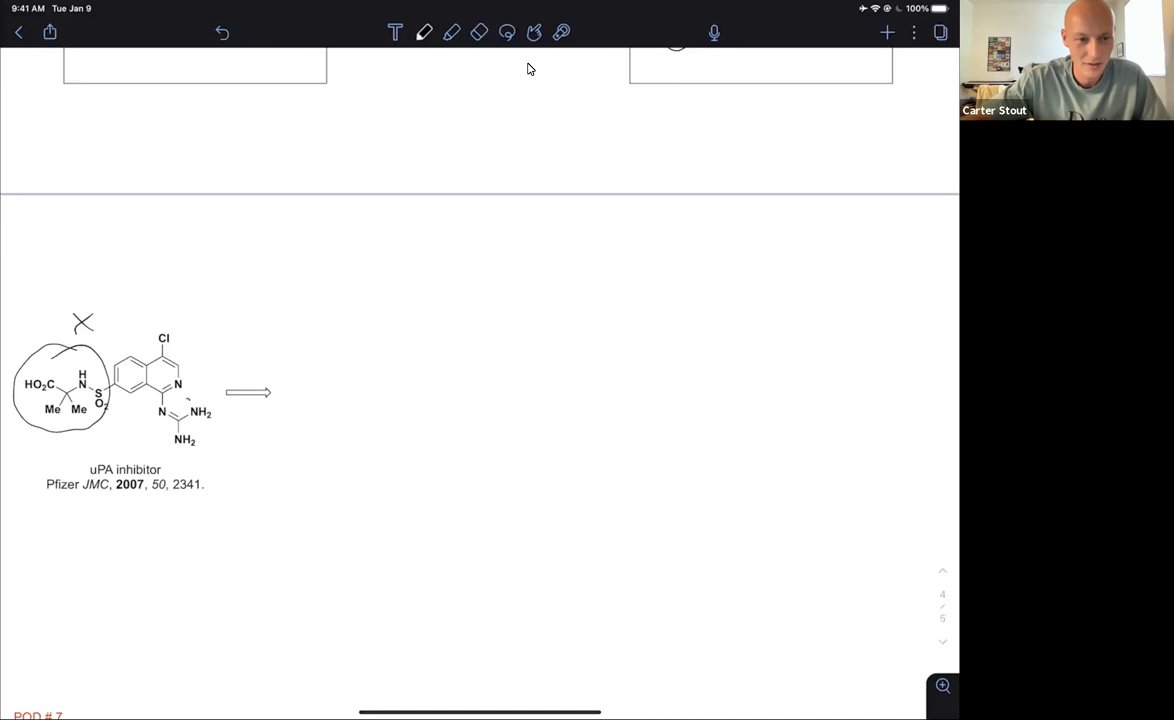 9:41 AM Tue Jan 9
100%
T
Carter Stout
X
Cl
HO2C
H
N
S
O2
N
Me Me
N
NH2
NH2
uPA inhibitor
Pfizer JMC, 2007, 50, 2341.
4
/
5
POD # 7